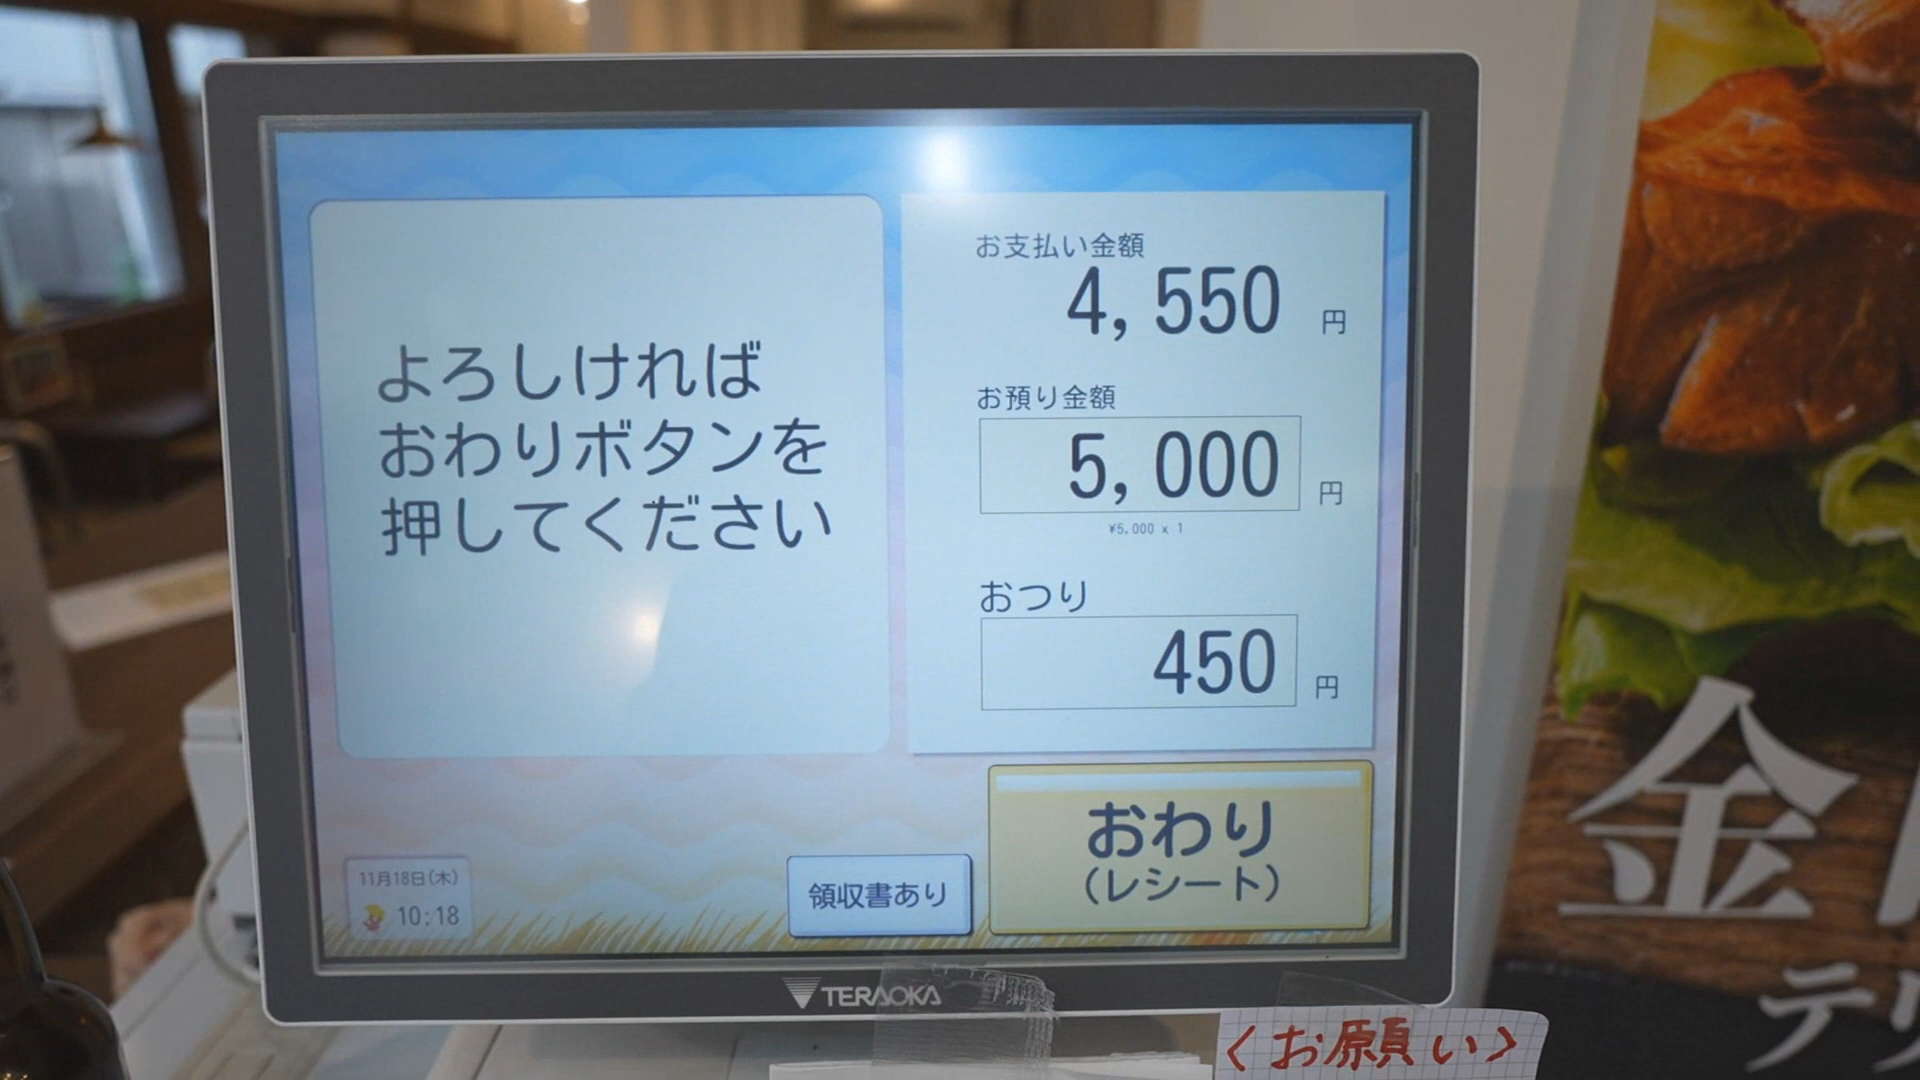 お支払い金額
4,550 円
お預り金額
5,000 円
¥5,000 x 1
おつり
450 円
よろしければ
おわりボタンを
押してください
11月18日(木)
10:18
領収書あり
おわり
(レシート)
TERAOKA
<お願い>
金
テリ